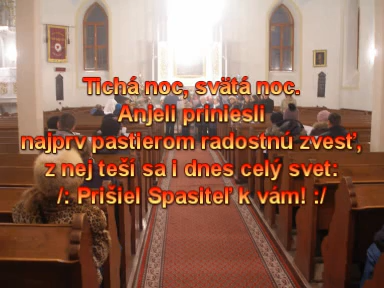 Tichá noc, svätá noc.
Anjeli priniesli
najprv pastierom radostnú zvesť,
z nej teší sa i dnes celý svet:
/: Prišiel Spasiteľ k vám! :/